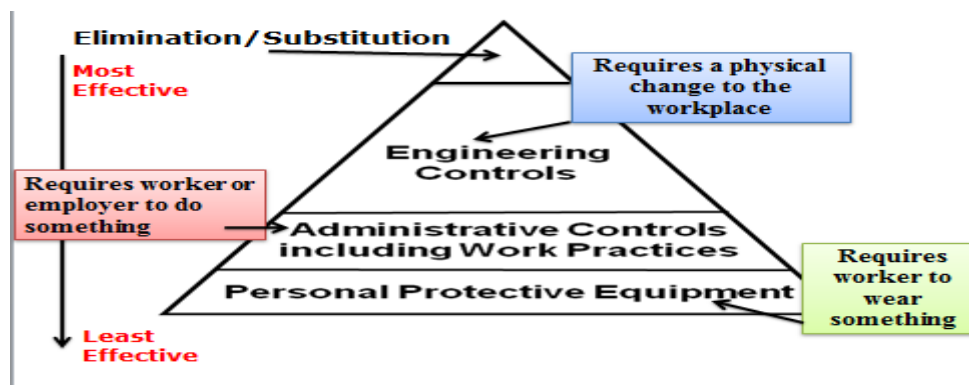 Elimination/Substitution
Most
Effective
Requires a physical
change to the
workplace
Engineering
Controls
Requires worker or
employer to do
something
Administrative Controls
including Work Practices
Requires
worker to
wear
something
Personal Protective Equipment
Least
Effective